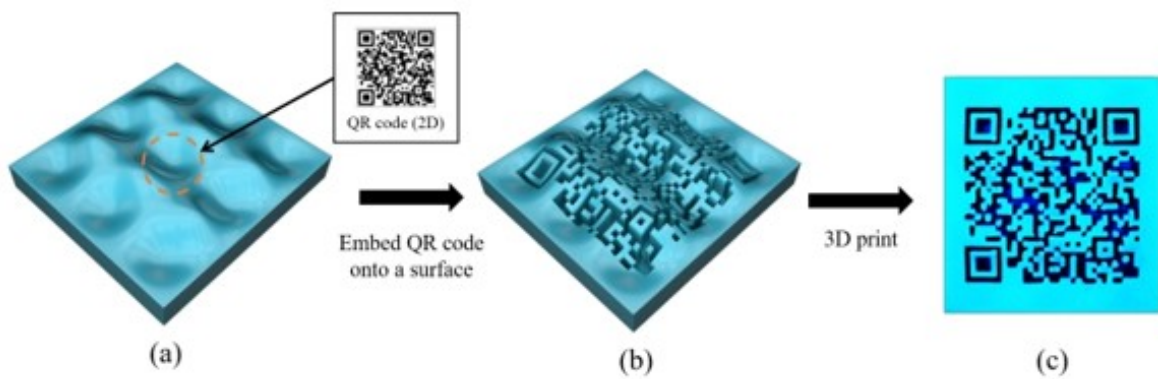 QR code (2D)
Embed QR code
onto a surface
3D print
(a)
(b)
(c)